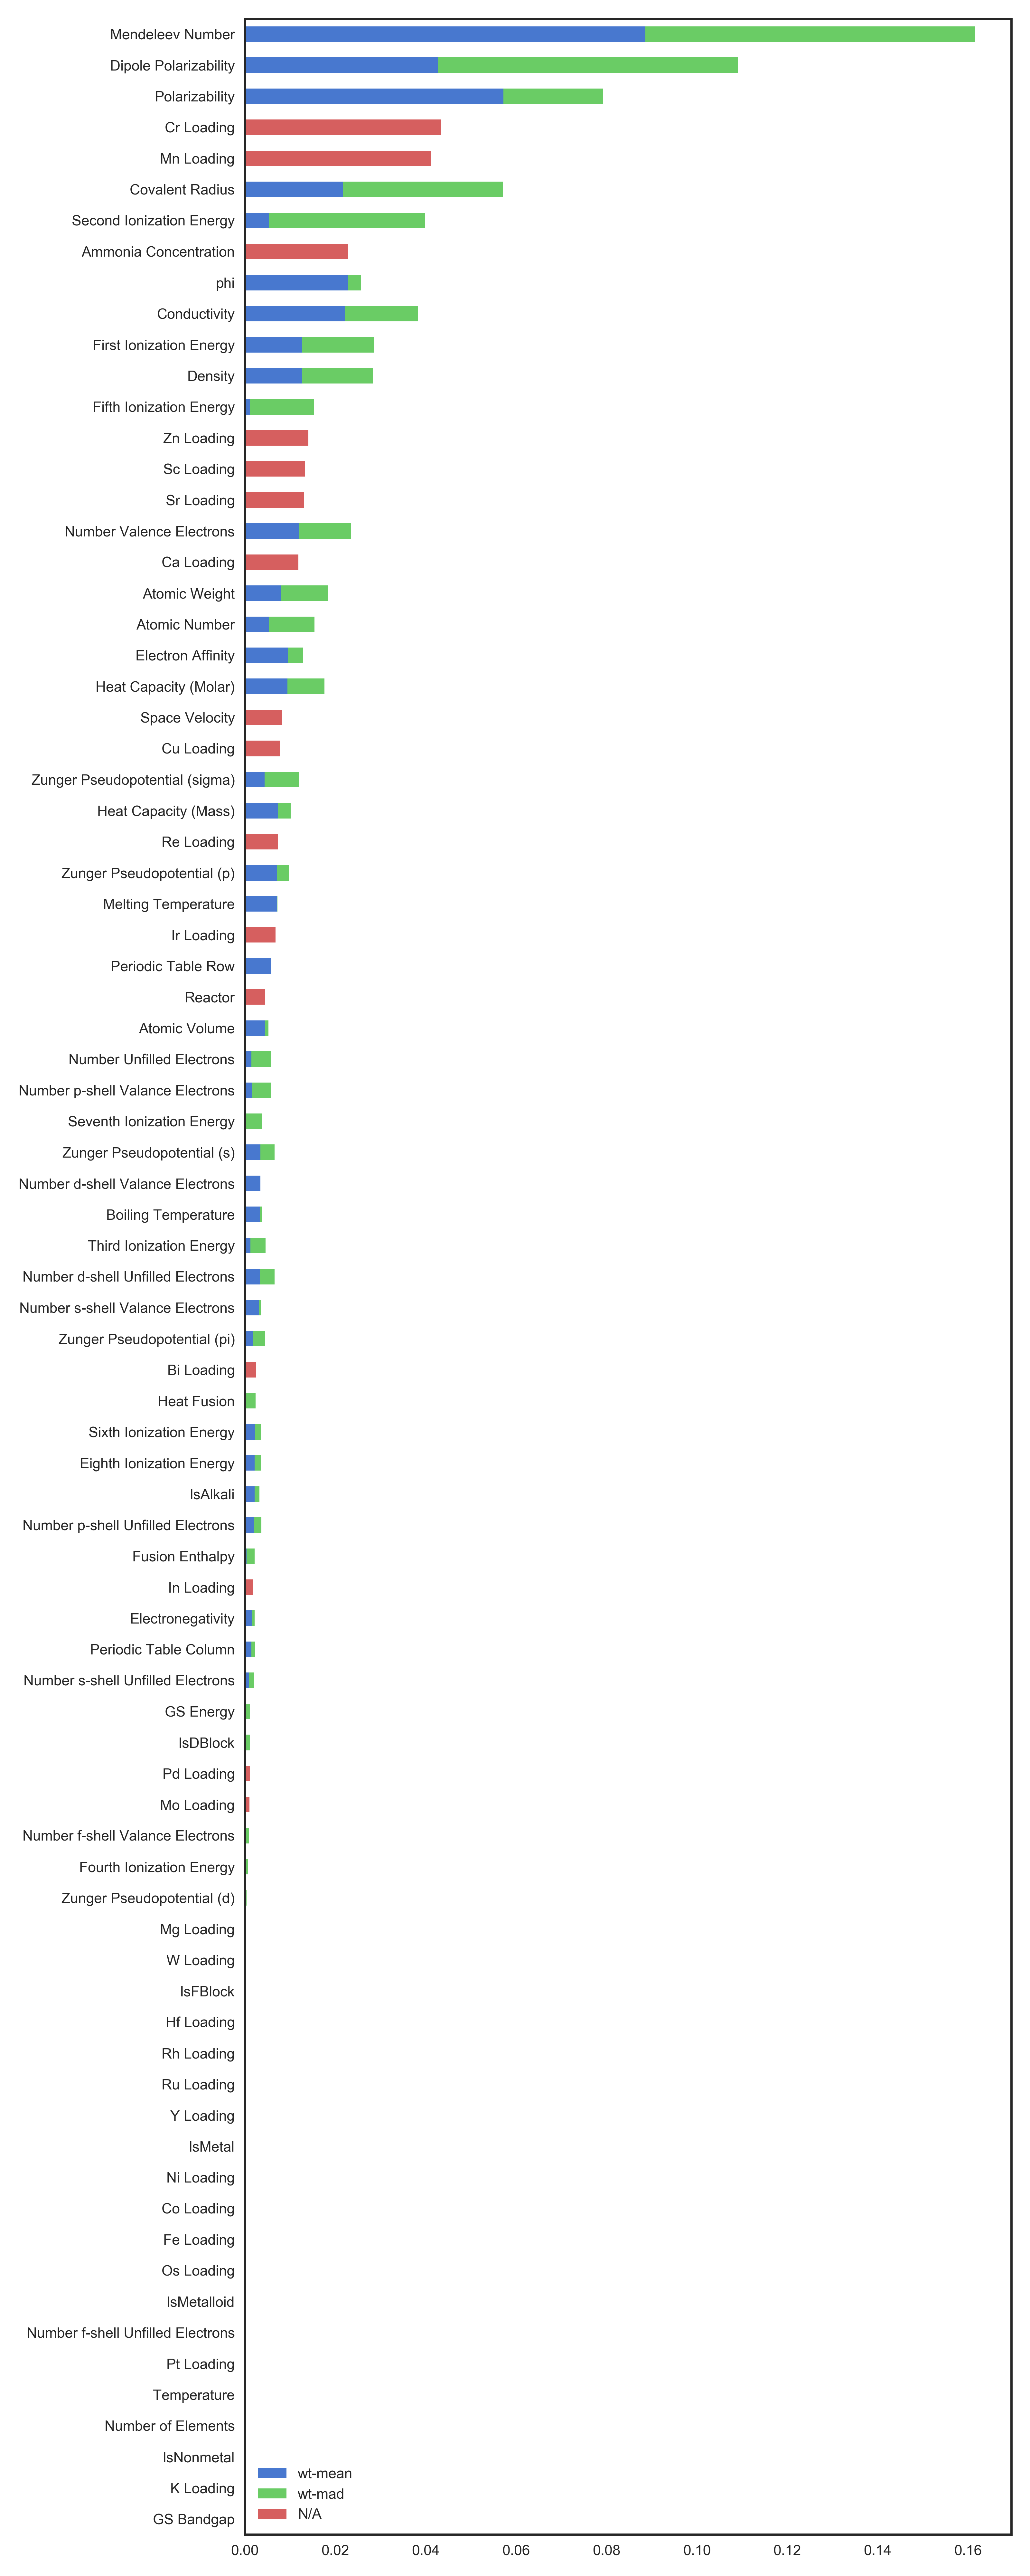 Mendeleev Number
Dipole Polarizability
Polarizability
Cr Loading
Mn Loading
Covalent Radius
Second Ionization Energy
Ammonia Concentration
phi
Conductivity
First Ionization Energy
Density
Fifth Ionization Energy
Zn Loading
Sc Loading
Sr Loading
Number Valence Electrons
Ca Loading
Atomic Weight
Atomic Number
Electron Affinity
Heat Capacity (Molar)
Space Velocity
Cu Loading
Zunger Pseudopotential (sigma)
Heat Capacity (Mass)
Re Loading
Zunger Pseudopotential (p)
Melting Temperature
Ir Loading
Periodic Table Row
Reactor
Atomic Volume
Number Unfilled Electrons
Number p-shell Valance Electrons
Seventh Ionization Energy
Zunger Pseudopotential (s)
Number d-shell Valance Electrons
Boiling Temperature
Third Ionization Energy
Number d-shell Unfilled Electrons
Number s-shell Valance Electrons
Zunger Pseudopotential (pi)
Bi Loading
Heat Fusion
Sixth Ionization Energy
Eighth Ionization Energy
IsAlkali
Number p-shell Unfilled Electrons
Fusion Enthalpy
In Loading
Electronegativity
Periodic Table Column
Number s-shell Unfilled Electrons
GS Energy
IsDBlock
Pd Loading
Mo Loading
Number f-shell Valance Electrons
Fourth Ionization Energy
Zunger Pseudopotential (d)
Mg Loading
W Loading
IsFBlock
Hf Loading
Rh Loading
Ru Loading
Y Loading
IsMetal
Ni Loading
Co Loading
Fe Loading
Os Loading
IsMetalloid
Number f-shell Unfilled Electrons
Pt Loading
Temperature
Number of Elements
IsNonmetal
K Loading
GS Bandgap
wt-mean
wt-mad
N/A
0.00 0.02 0.04 0.06 0.08 0.10 0.12 0.14 0.16